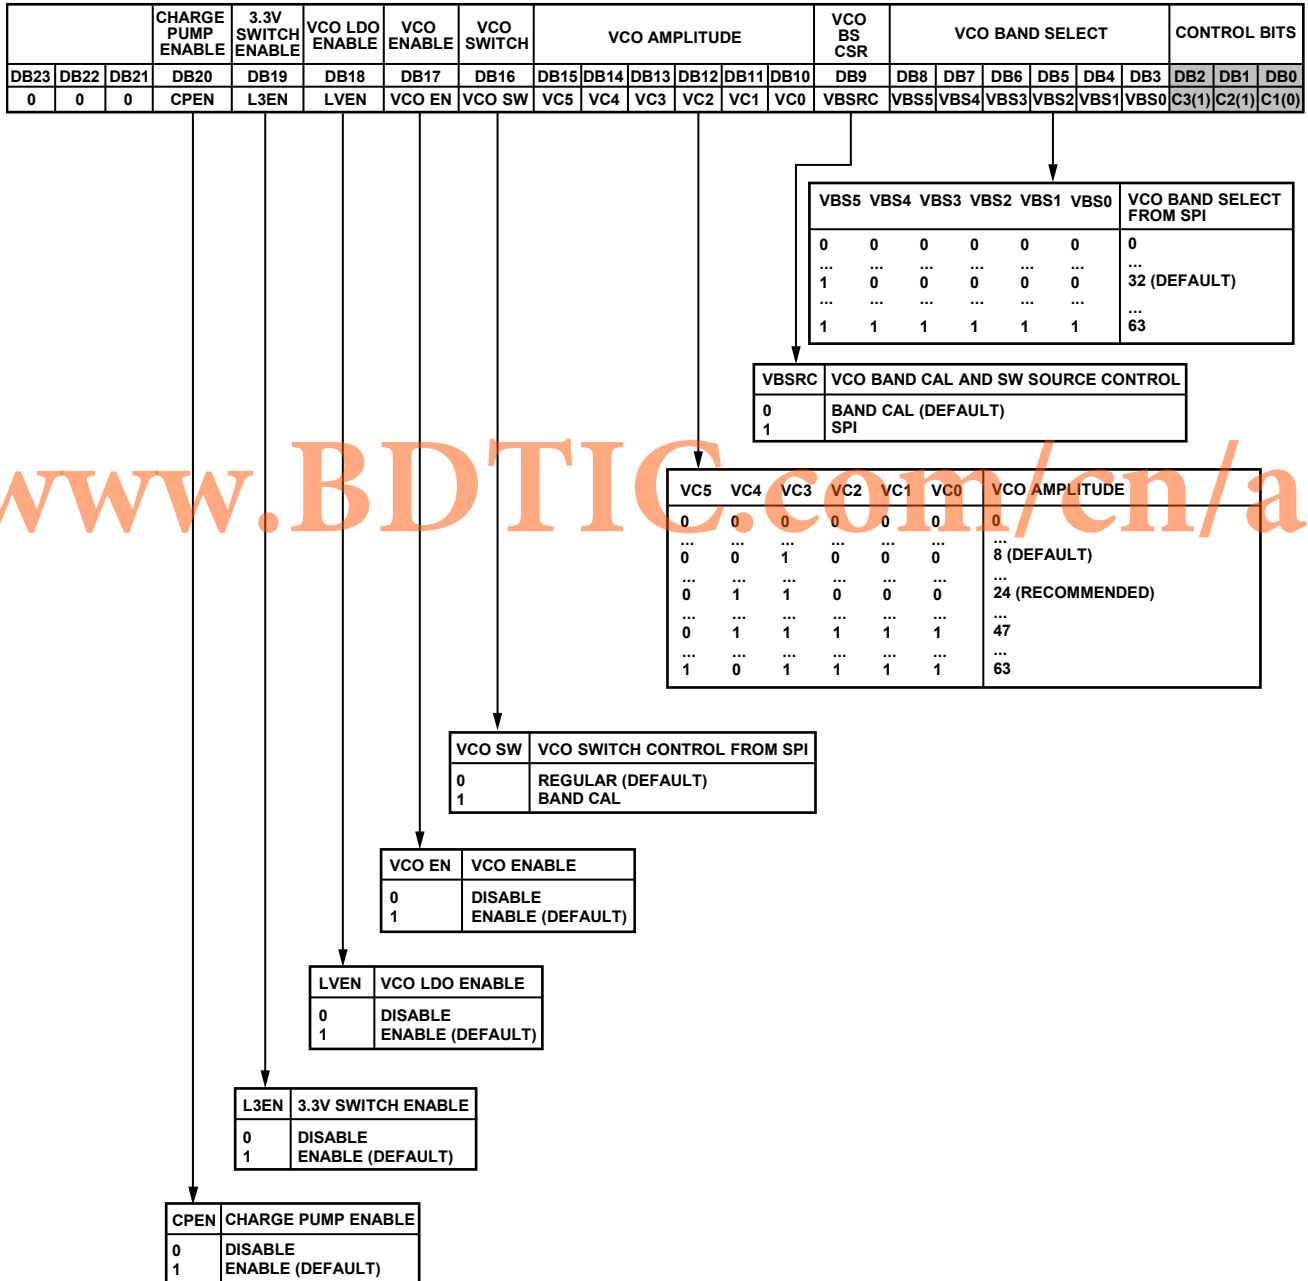 CHARGE PUMP ENABLE 3.3V SWITCH ENABLE VCO LDO ENABLE VCO ENABLE VCO SWITCH VCO AMPLITUDE VCO BS CSR VCO BAND SELECT CONTROL BITS
DB23 DB22 DB21 DB20 DB19 DB18 DB17 DB16 DB15 DB14 DB13 DB12 DB11 DB10 DB9 DB8 DB7 DB6 DB5 DB4 DB3 DB2 DB1 DB0
0 0 0 CPEN L3EN LVEN VCO EN VCO SW VC5 VC4 VC3 VC2 VC1 VC0 VBSRC VBS5 VBS4 VBS3 VBS2 VBS1 VBS0 C3(1) C2(1) C1(0)
VBS5 VBS4 VBS3 VBS2 VBS1 VBS0 VCO BAND SELECT FROM SPI
0 0 0 0 0 0 0
... ... ... ... ... ... ...
1 0 0 0 0 0 32 (DEFAULT)
... ... ... ... ... ... ...
1 1 1 1 1 1 63
VBSRC VCO BAND CAL AND SW SOURCE CONTROL
0 BAND CAL (DEFAULT)
1 SPI
www.BDTIC.com/cn/a
VC5 VC4 VC3 VC2 VC1 VC0 VCO AMPLITUDE
0 0 0 0 0 0 0
... ... ... ... ... ... ...
0 0 1 0 0 0 8 (DEFAULT)
... ... ... ... ... ... ...
0 1 1 0 0 0 24 (RECOMMENDED)
... ... ... ... ... ... ...
0 1 1 1 1 1 47
... ... ... ... ... ... ...
1 0 1 1 1 1 63
VCO SW VCO SWITCH CONTROL FROM SPI
0 REGULAR (DEFAULT)
1 BAND CAL
VCO EN VCO ENABLE
0 DISABLE
1 ENABLE (DEFAULT)
LVEN VCO LDO ENABLE
0 DISABLE
1 ENABLE (DEFAULT)
L3EN 3.3V SWITCH ENABLE
0 DISABLE
1 ENABLE (DEFAULT)
CPEN CHARGE PUMP ENABLE
0 DISABLE
1 ENABLE (DEFAULT)